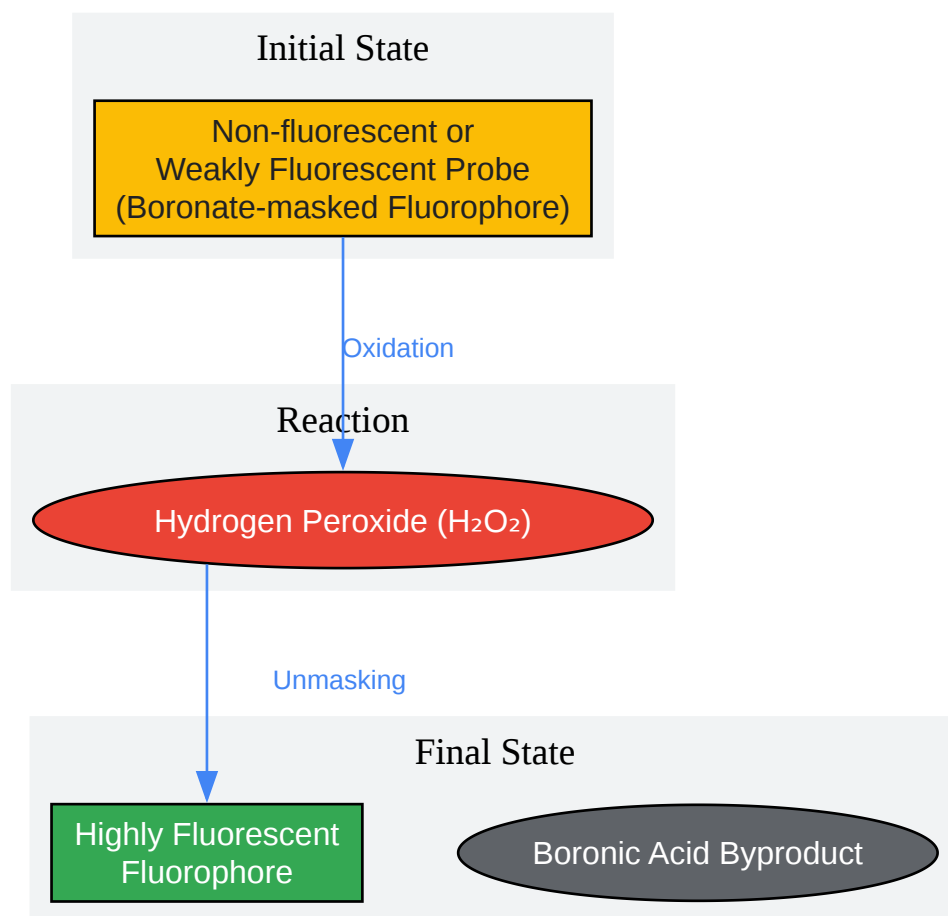 Initial State
Non-fluorescent or
Weakly Fluorescent Probe
(Boronate-masked Fluorophore)
Oxidation
Reaction
Hydrogen Peroxide (H₂O₂)
Unmasking
Final State
Highly Fluorescent
Fluorophore
Boronic Acid Byproduct